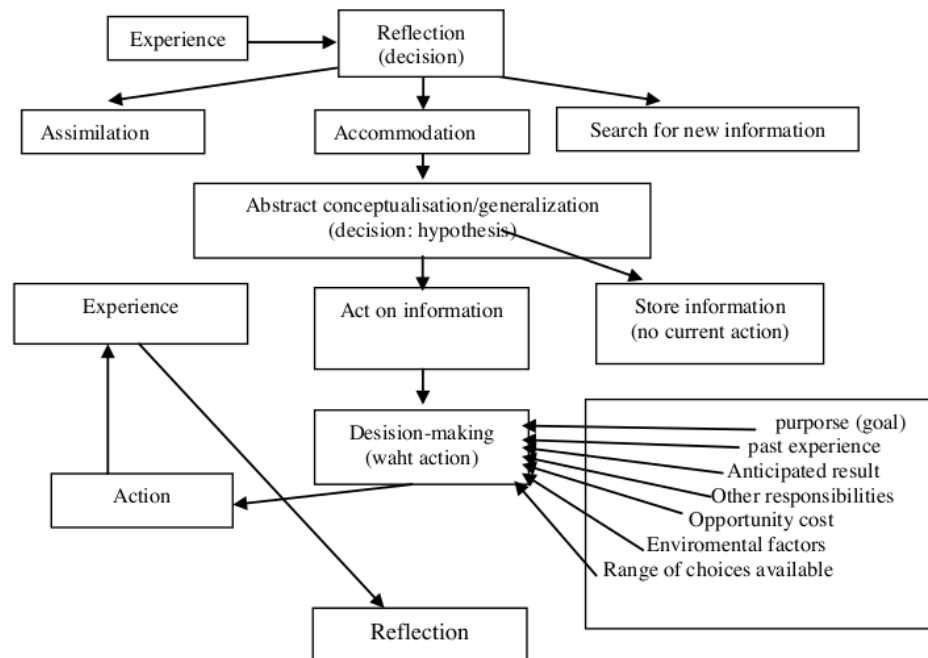 Experience
Reflection
(decision)
Assimilation
Accommodation
Search for new information
Abstract conceptualisation/generalization
(decision: hypothesis)
Experience
Act on information
Store information
(no current action)
Desision-making
(waht action)
purporse (goal)
past experience
Anticipated result
Other responsibilities
Opportunity cost
Enviromental factors
Range of choices available
Action
Reflection